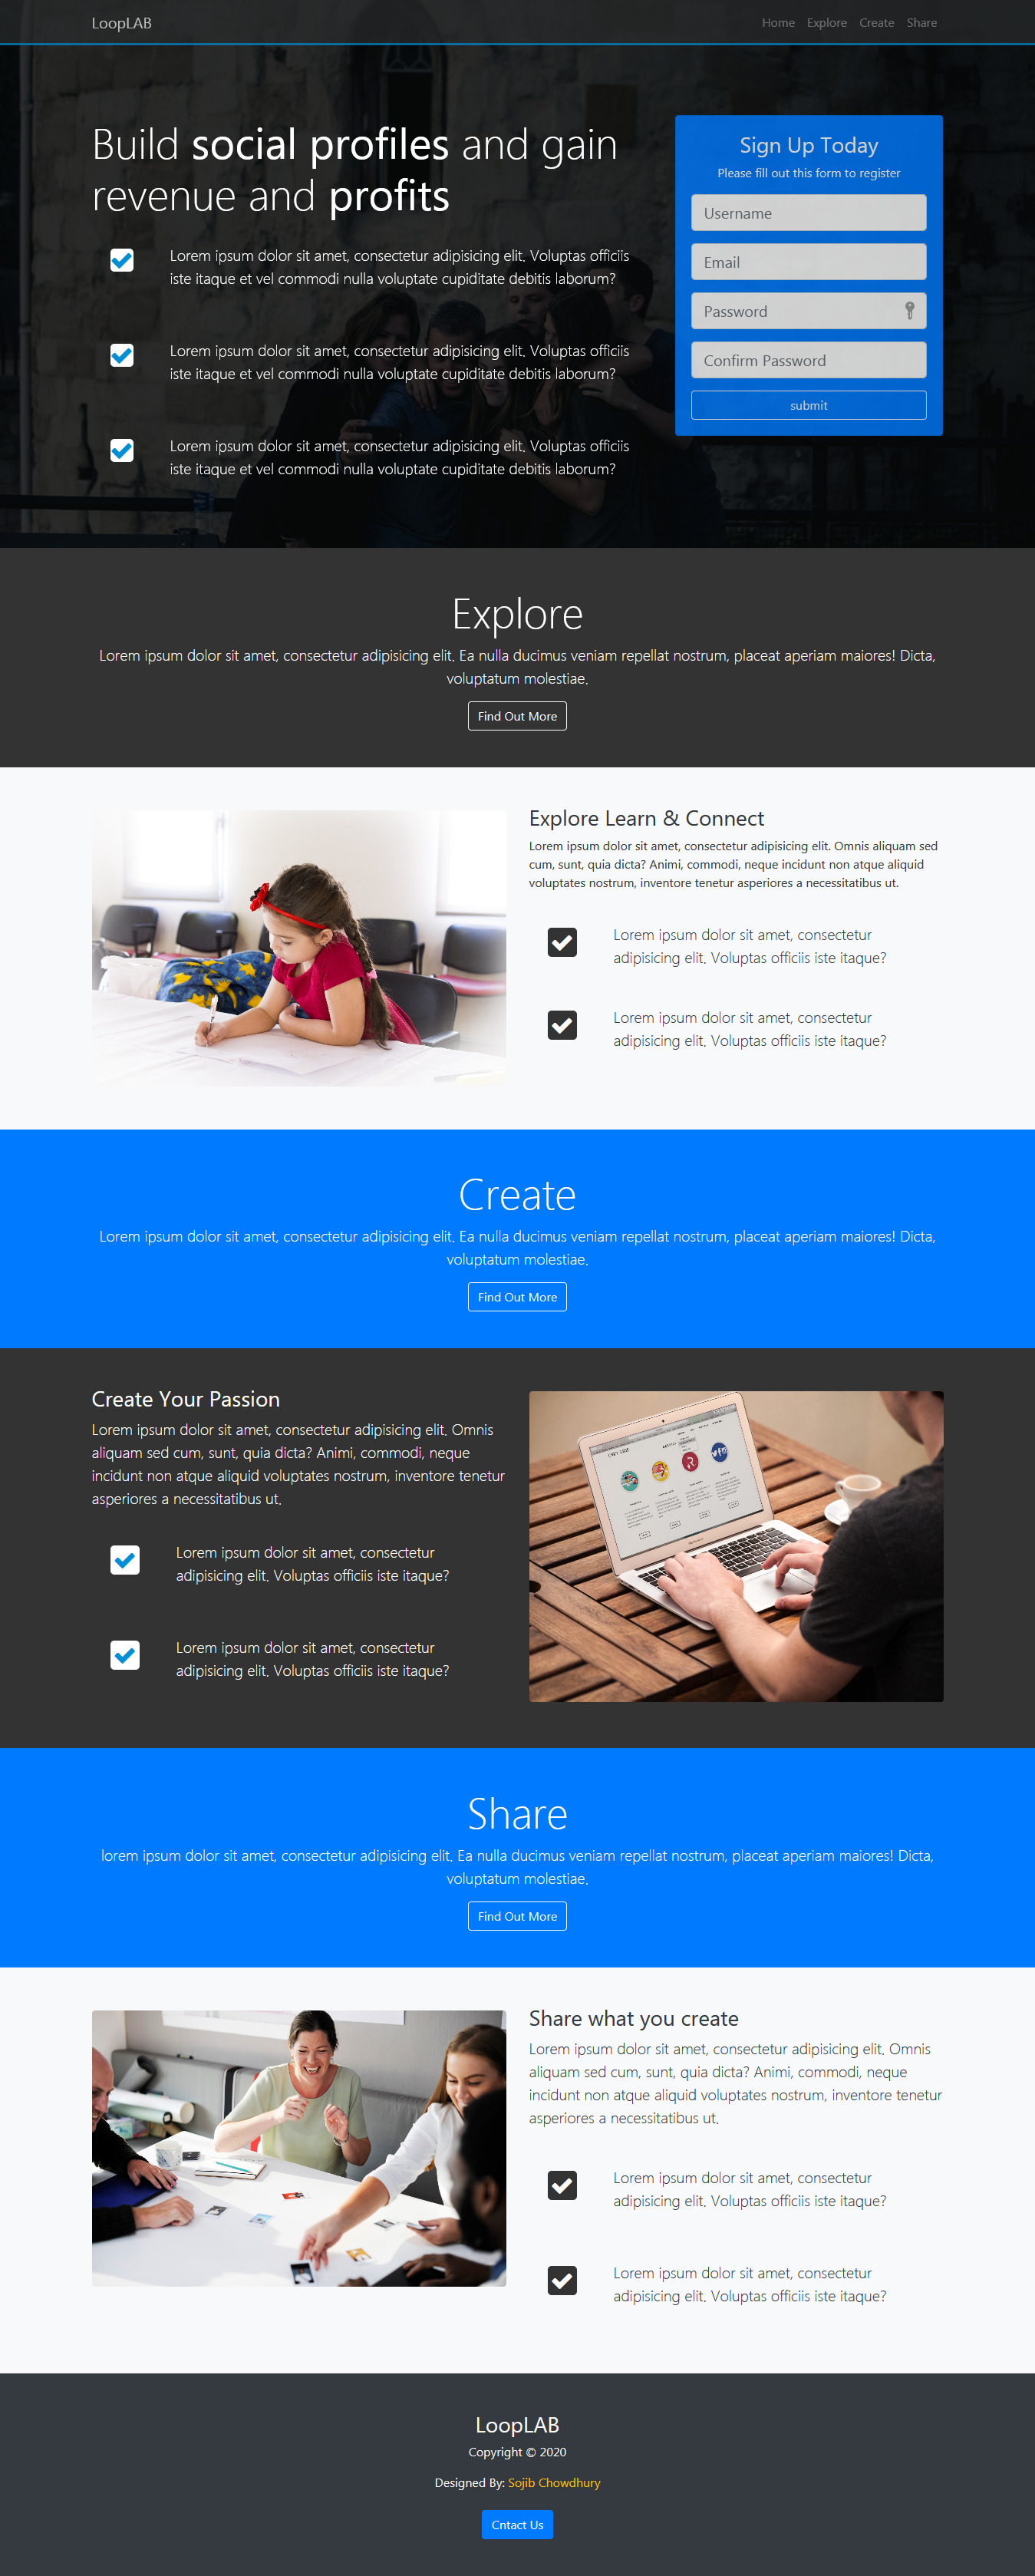 LoopLAB
Home Explore Create Share
Build social profiles and gain
revenue and profits
Lorem ipsum dolor sit amet, consectetur adipisicing elit. Voluptas officiis
iste itaque et vel commodi nulla voluptate cupiditate debitis laborum?
Lorem ipsum dolor sit amet, consectetur adipisicing elit. Voluptas officiis
iste itaque et vel commodi nulla voluptate cupiditate debitis laborum?
Lorem ipsum dolor sit amet, consectetur adipisicing elit. Voluptas officiis
iste itaque et vel commodi nulla voluptate cupiditate debitis laborum?
Sign Up Today
Please fill out this form to register
Username
Email
Password
Confirm Password
submit
Explore
Lorem ipsum dolor sit amet, consectetur adipisicing elit. Ea nulla ducimus veniam repellat nostrum, placeat aperiam maiores! Dicta,
voluptatum molestiae.
Find Out More
Explore Learn & Connect
Lorem ipsum dolor sit amet, consectetur adipisicing elit. Omnis aliquam sed
cum, sunt, quia dicta? Animi, commodi, neque incidunt non atque aliquid
voluptates nostrum, inventore tenetur asperiores a necessitatibus ut.
Lorem ipsum dolor sit amet, consectetur
adipisicing elit. Voluptas officiis iste itaque?
Lorem ipsum dolor sit amet, consectetur
adipisicing elit. Voluptas officiis iste itaque?
Create
Lorem ipsum dolor sit amet, consectetur adipisicing elit. Ea nulla ducimus veniam repellat nostrum, placeat aperiam maiores! Dicta,
voluptatum molestiae.
Find Out More
Create Your Passion
Lorem ipsum dolor sit amet, consectetur adipisicing elit. Omnis
aliquam sed cum, sunt, quia dicta? Animi, commodi, neque
incidunt non atque aliquid voluptates nostrum, inventore tenetur
asperiores a necessitatibus ut.
Lorem ipsum dolor sit amet, consectetur
adipisicing elit. Voluptas officiis iste itaque?
Lorem ipsum dolor sit amet, consectetur
adipisicing elit. Voluptas officiis iste itaque?
Share
lorem ipsum dolor sit amet, consectetur adipisicing elit. Ea nulla ducimus veniam repellat nostrum, placeat aperiam maiores! Dicta,
voluptatum molestiae.
Find Out More
Share what you create
Lorem ipsum dolor sit amet, consectetur adipisicing elit. Omnis
aliquam sed cum, sunt, quia dicta? Animi, commodi, neque
incidunt non atque aliquid voluptates nostrum, inventore tenetur
asperiores a necessitatibus ut.
Lorem ipsum dolor sit amet, consectetur
adipisicing elit. Voluptas officiis iste itaque?
Lorem ipsum dolor sit amet, consectetur
adipisicing elit. Voluptas officiis iste itaque?
LoopLAB
Copyright © 2020
Designed By: Sojib Chowdhury
Cntact Us